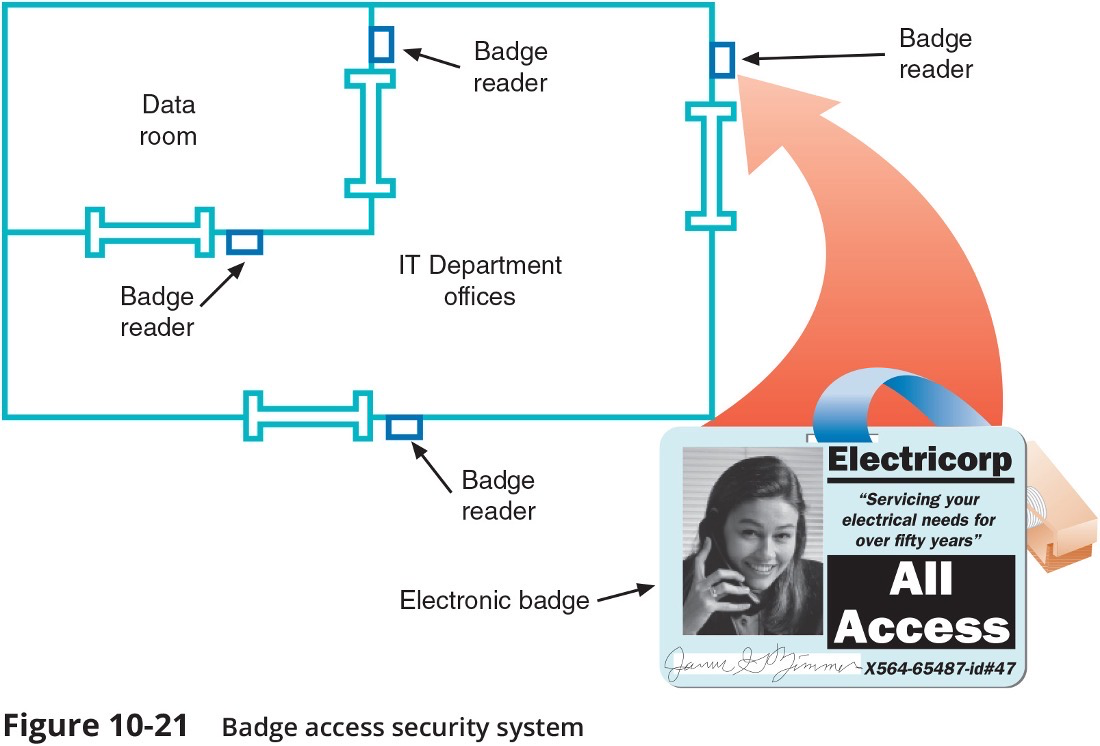 Badge
reader
Badge
reader
Data
room
IT Department
offices
Badge
reader
Badge
reader
Electronic badge
Electricorp
“Servicing your
electrical needs for
over fifty years”
All
Access
X564-65487-id#47
Figure 10-21 Badge access security system